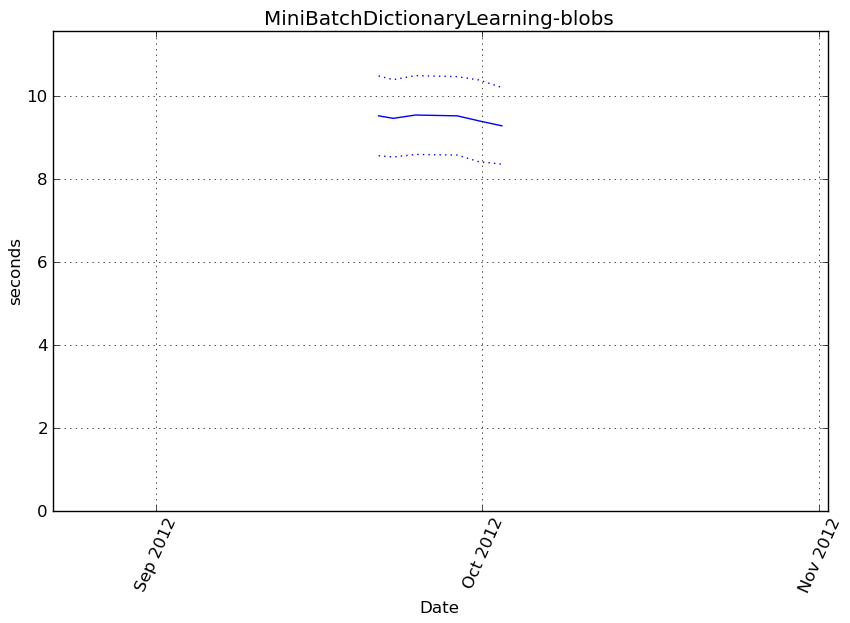 MiniBatchDictionaryLearning-blobs
10
8
6
4
2
0
seconds
Sep 2012
Oct 2012
Nov 2012
Date